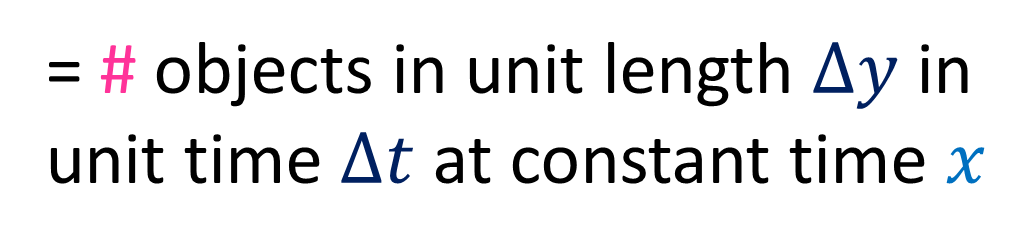 = # objects in unit length Δy in
unit time Δt at constant time x